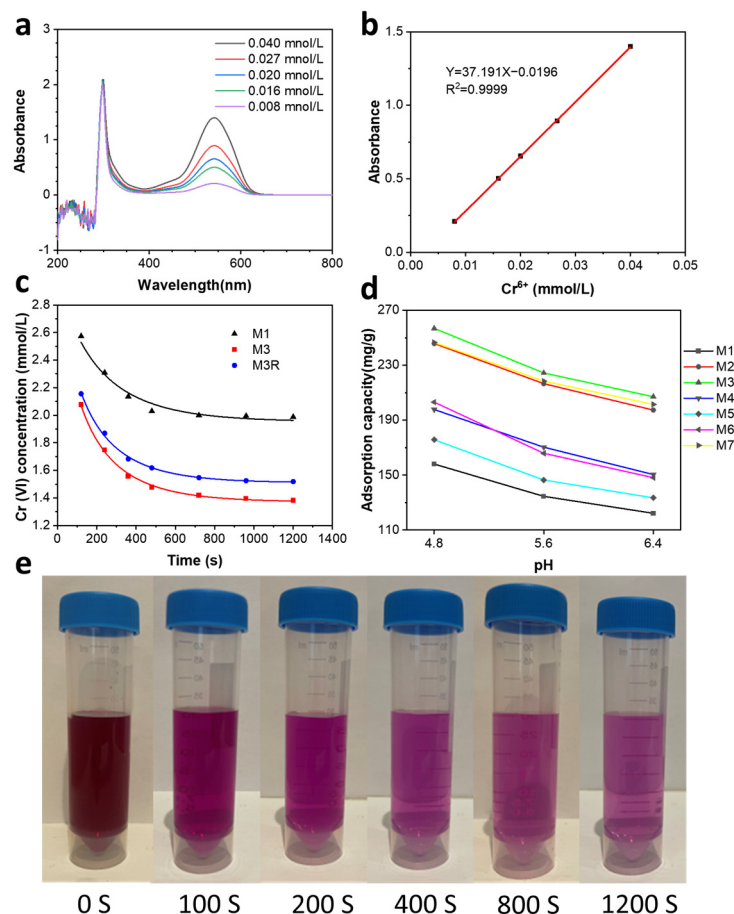 a
3
2
1
0
-1
200
400
600
800
Absorbance
Wavelength(nm)
0.040 mnol/L
0.027 mnol/L
0.020 mnol/L
0.016 mnol/L
0.008 mnol/L
b
1.5
1.0
0.5
0.0
0.00
0.01
0.02
0.03
0.04
0.05
Absorbance
Cr⁶⁺ (mmol/L)
Y=37.191X−0.0196
R²=0.9999
c
2.8
2.6
2.4
2.2
2.0
1.8
1.6
1.4
1.2
0
200
400
600
800
1000
1200
1400
Cr (VI) concentration (mmol/L)
Time (s)
M1
M3
M3R
d
270
230
190
150
110
4.8
5.6
6.4
Adsorption capacity(mg/g)
pH
M1
M2
M3
M4
M5
M6
M7
e
0 S
100 S
200 S
400 S
800 S
1200 S